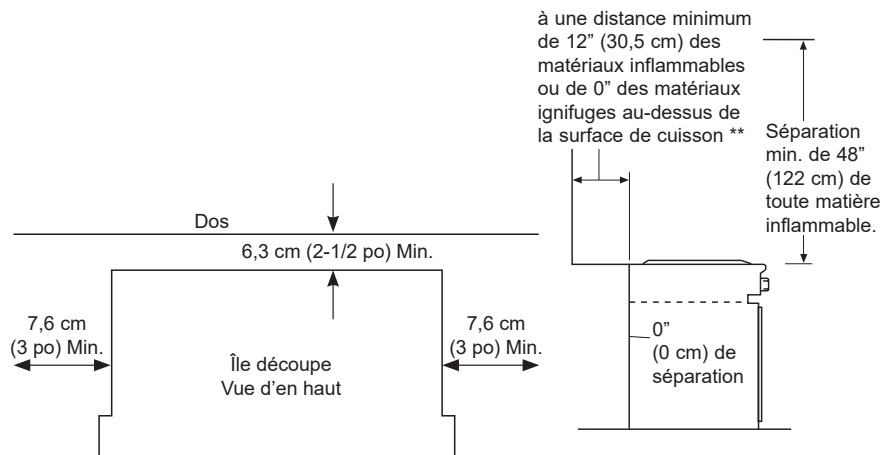 à une distance minimum
de 12” (30,5 cm) des
matériaux inflammables
ou de 0” des matériaux
ignifuges au-dessus de
la surface de cuisson **
Séparation
min. de 48”
(122 cm) de
toute matière
inflammable.
Dos
6,3 cm (2-1/2 po) Min.
7,6 cm
(3 po) Min.
7,6 cm
(3 po) Min.
Île découpe
Vue d’en haut
0”
(0 cm) de
séparation